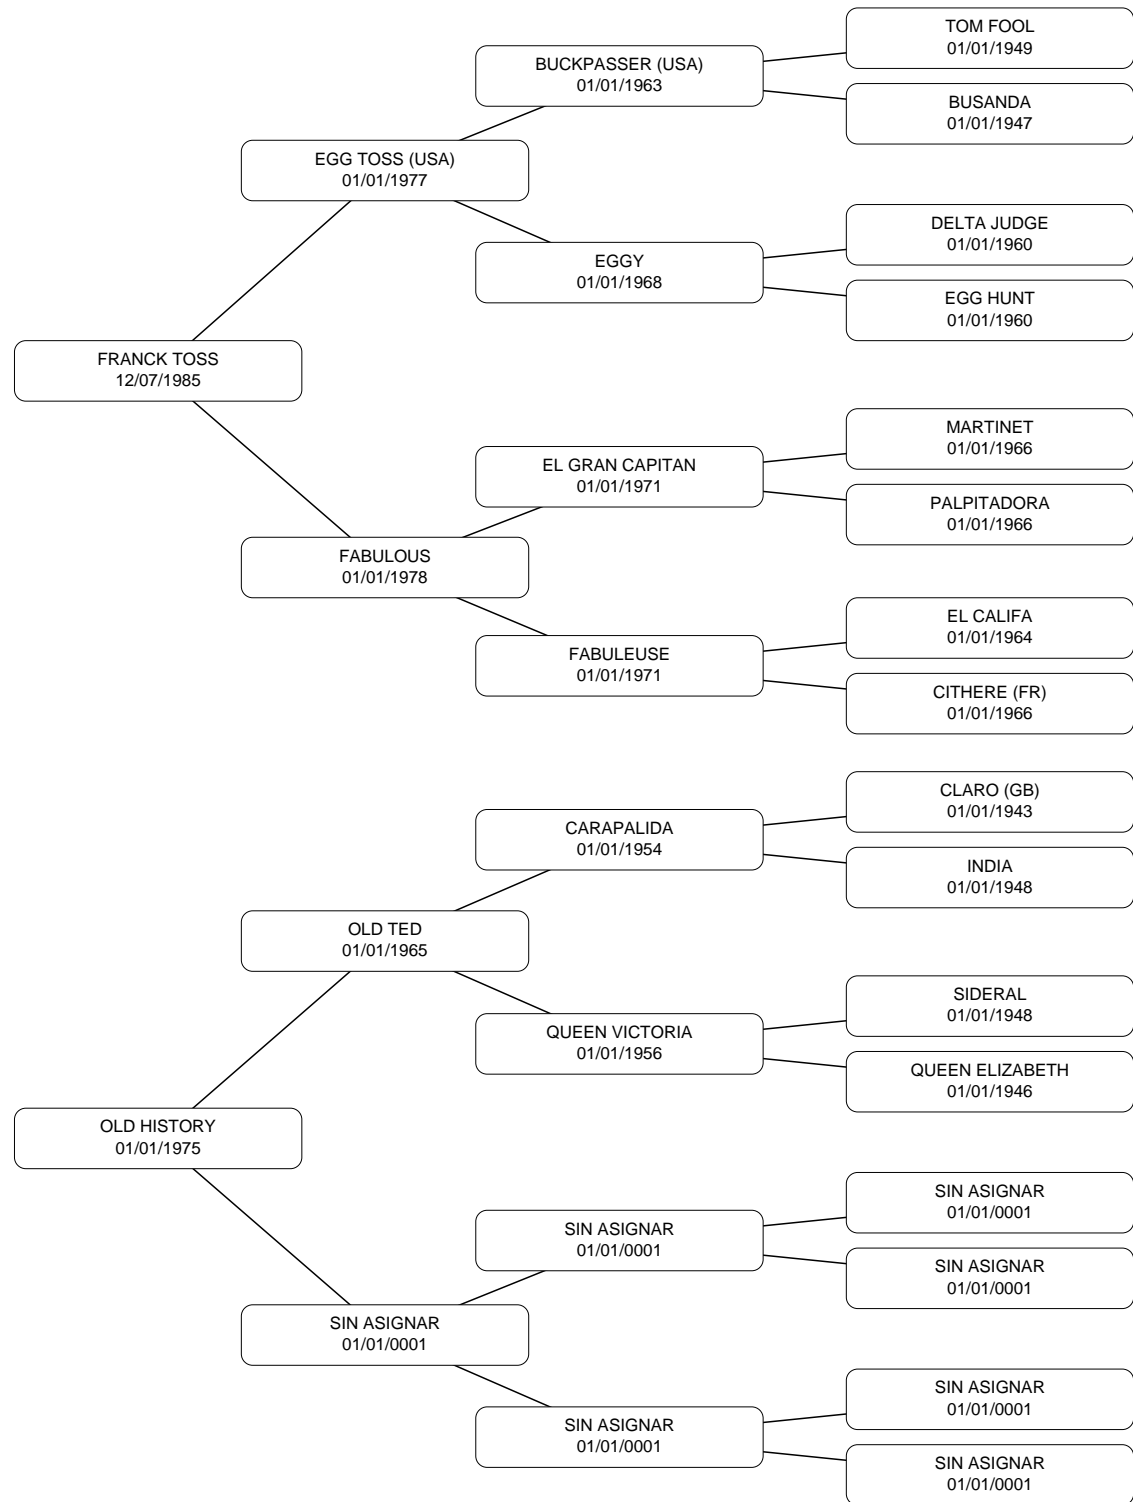 TOM FOOL
01/01/1949
BUCKPASSER (USA)
01/01/1963
BUSANDA
01/01/1947
EGG TOSS (USA)
01/01/1977
DELTA JUDGE
01/01/1960
EGGY
01/01/1968
EGG HUNT
01/01/1960
FRANCK TOSS
12/07/1985
MARTINET
01/01/1966
EL GRAN CAPITAN
01/01/1971
PALPITADORA
01/01/1966
FABULOUS
01/01/1978
EL CALIFA
01/01/1964
FABULEUSE
01/01/1971
CITHERE (FR)
01/01/1966
CLARO (GB)
01/01/1943
CARAPALIDA
01/01/1954
INDIA
01/01/1948
OLD TED
01/01/1965
SIDERAL
01/01/1948
QUEEN VICTORIA
01/01/1956
QUEEN ELIZABETH
01/01/1946
OLD HISTORY
01/01/1975
SIN ASIGNAR
01/01/0001
SIN ASIGNAR
01/01/0001
SIN ASIGNAR
01/01/0001
SIN ASIGNAR
01/01/0001
SIN ASIGNAR
01/01/0001
SIN ASIGNAR
01/01/0001
SIN ASIGNAR
01/01/0001